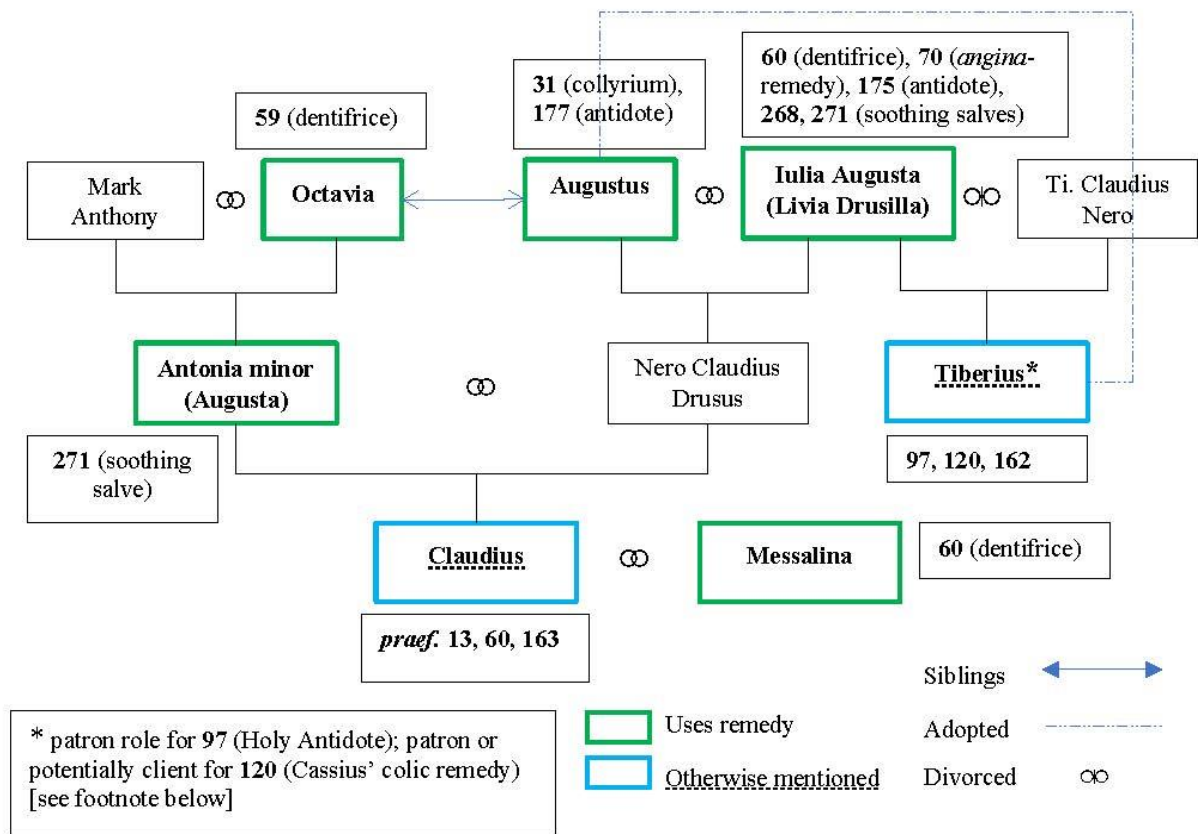 60 (dentifrice), 70 (angina-
remedy), 175 (antidote),
268, 271 (soothing salves)
31 (collyrium),
177 (antidote)
59 (dentifrice)
Mark
Anthony
Octavia
Augustus
Iulia Augusta
(Livia Drusilla)
Ti. Claudius
Nero
Antonia minor
(Augusta)
Nero Claudius
Drusus
Tiberius*
271 (soothing
salve)
97, 120, 162
Claudius
Messalina
60 (dentifrice)
praef. 13, 60, 163
Siblings
* patron role for 97 (Holy Antidote); patron or
potentially client for 120 (Cassius’ colic remedy)
[see footnote below]
Uses remedy
Adopted
Otherwise mentioned
Divorced